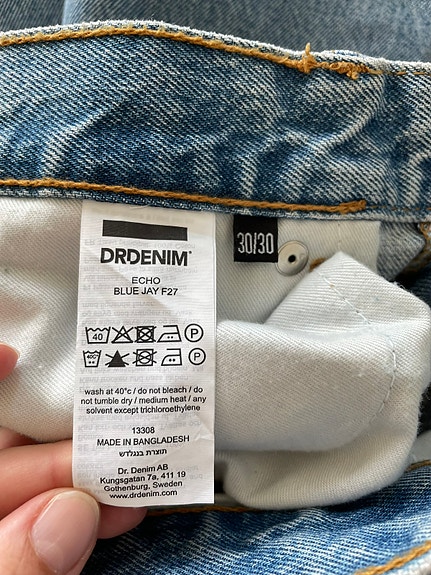 DRDENIM®
30/30
ECHO
BLUE JAY F27
40 P
40°C P
wash at 40°c / do not bleach / do
not tumble dry / medium heat / any
solvent except trichloroethylene
13308
MADE IN BANGLADESH
תוצרת בנגלדש
Dr. Denim AB
Kungsgatan 7a, 411 19
Gothenburg, Sweden
www.drdenim.com